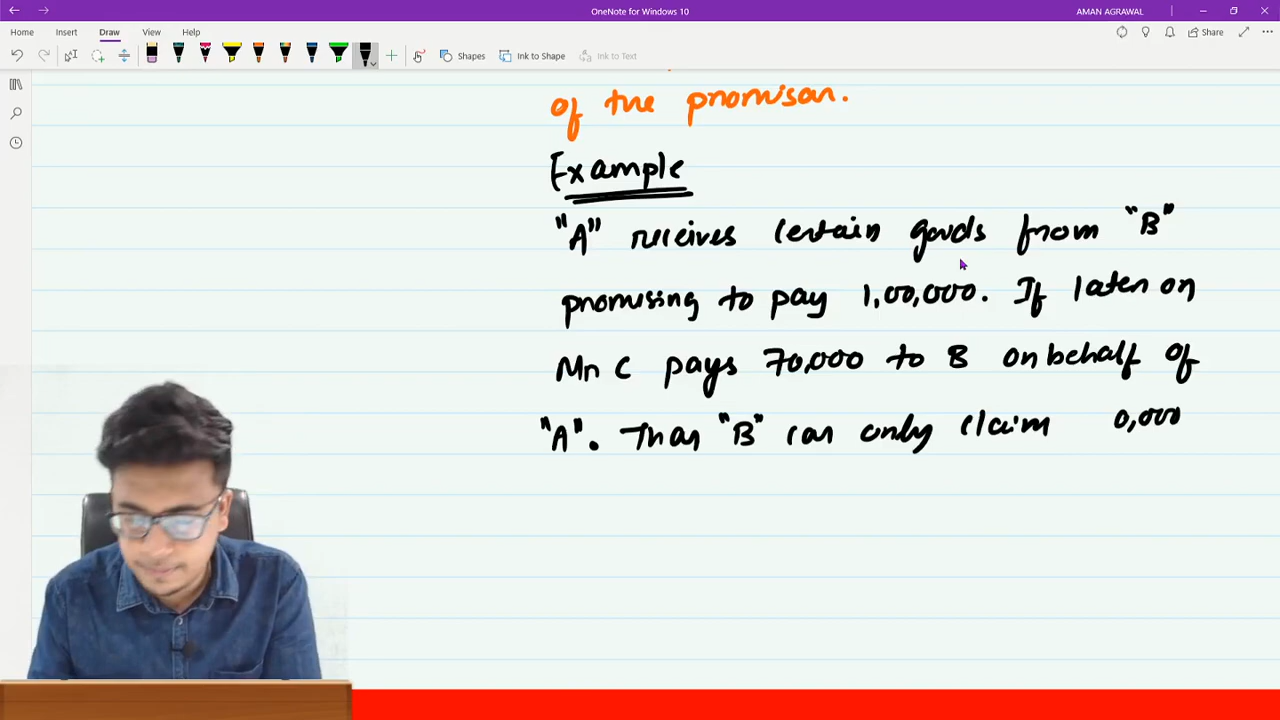 OneNote for Windows 10
AMAN AGRAWAL
Home Insert Draw View Help
Share
Shapes
Ink to Shape
Ink to Text
of the promisor.
Example
"A" receives certain goods from "B"
promising to pay 1,00,000. If later on
Mr C pays 70,000 to B on behalf of
"A". Than "B" can only claim 0,000